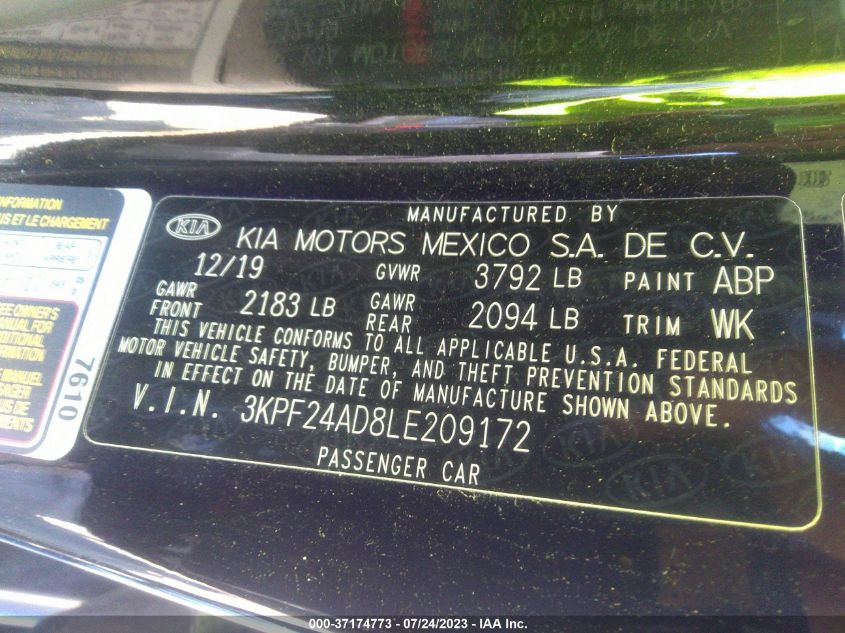 MANUFACTURED BY
KIA
KIA MOTORS MEXICO S.A. DE C.V.
12/19 GVWR 3792 LB PAINT ABP
GAWR FRONT 2183 LB GAWR REAR 2094 LB TRIM WK
THIS VEHICLE CONFORMS TO ALL APPLICABLE U.S.A. FEDERAL
MOTOR VEHICLE SAFETY, BUMPER, AND THEFT PREVENTION STANDARDS
IN EFFECT ON THE DATE OF MANUFACTURE SHOWN ABOVE.
V.I.N. 3KPF24AD8LE209172
PASSENGER CAR
7610
000-37174773 / 07/24/2023 - IAA Inc.